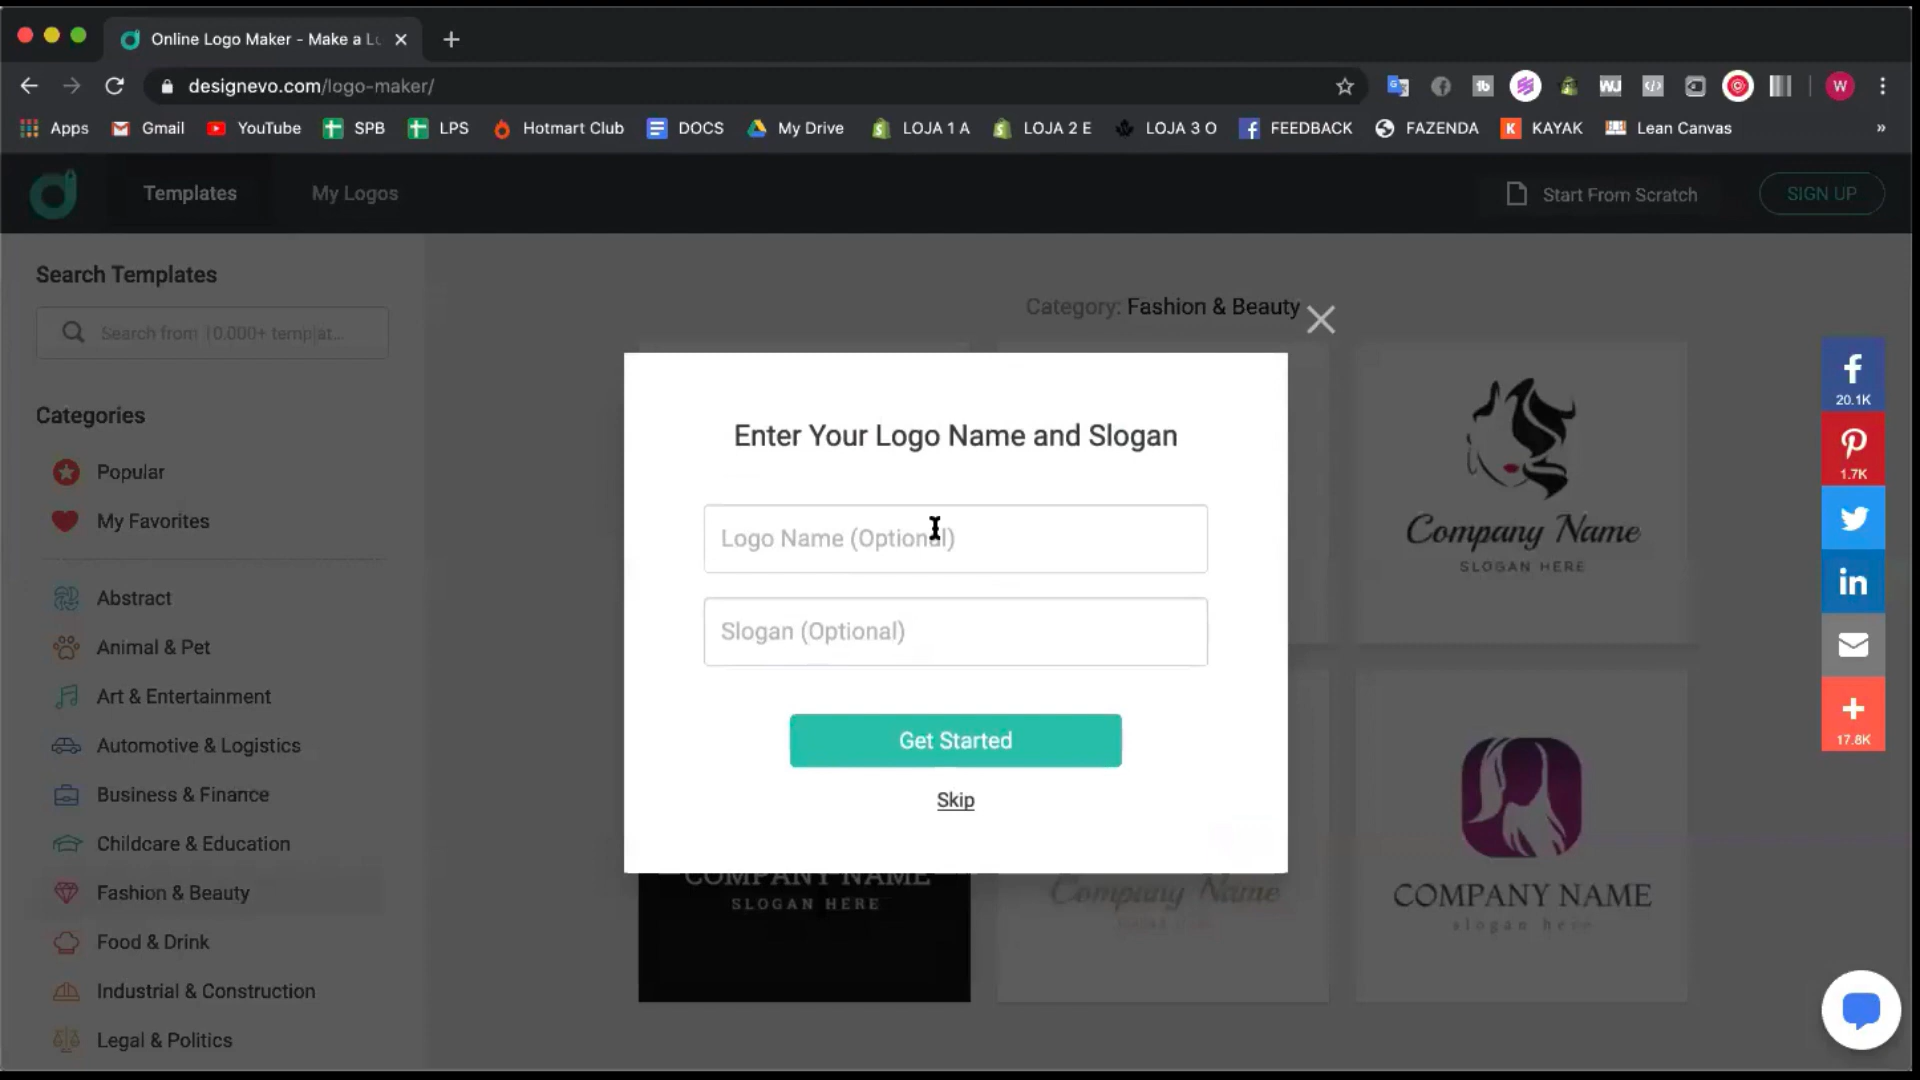 Online Logo Maker - Make a Lo
designevo.com/logo-maker/
W
Apps Gmail YouTube SPB LPS Hotmart Club DOCS My Drive LOJA 1 A LOJA 2 E LOJA 3 O FEEDBACK FAZENDA KAYAK Lean Canvas »
Templates My Logos Start From Scratch SIGN UP
Search Templates
Search from 10,000+ templat...
Categories
Popular
My Favorites
Abstract
Animal & Pet
Art & Entertainment
Automotive & Logistics
Business & Finance
Childcare & Education
Fashion & Beauty
Food & Drink
Industrial & Construction
Legal & Politics
Category: Fashion & Beauty
Enter Your Logo Name and Slogan
Logo Name (Optional)
Slogan (Optional)
Get Started
Skip
Company Name
SLOGAN HERE
COMPANY NAME
SLOGAN HERE
Company Name
COMPANY NAME
slogan here
20.1K
1.7K
17.8K